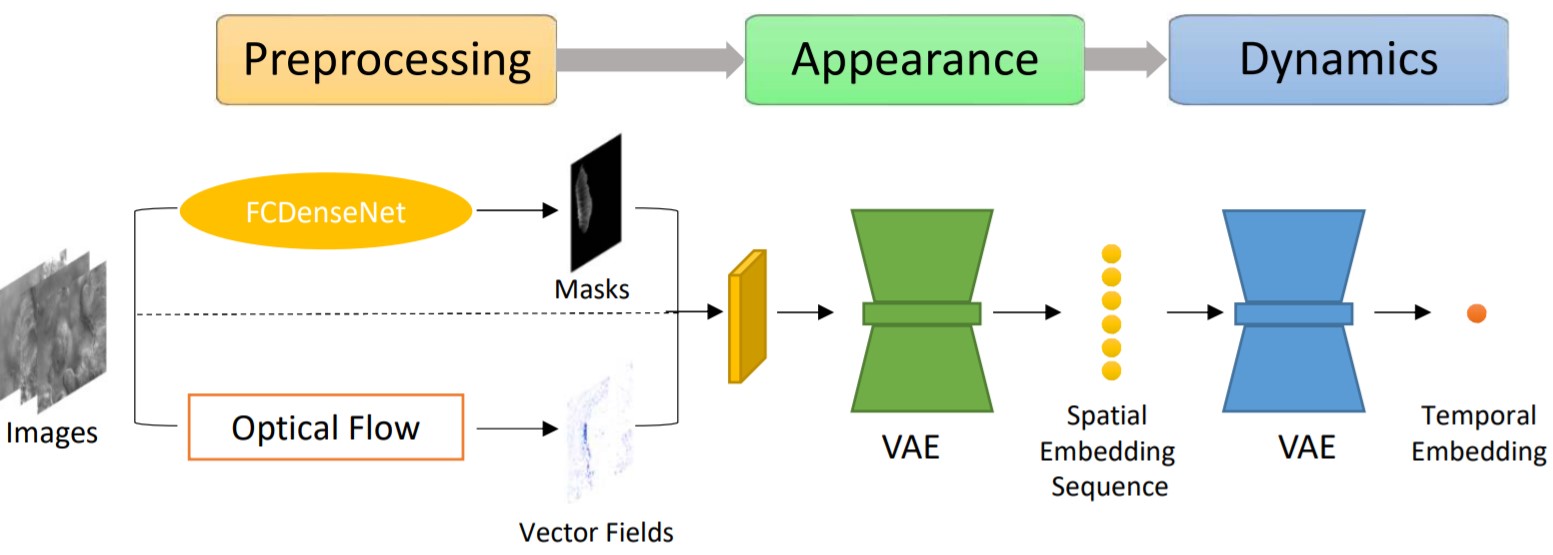 Preprocessing
Appearance
Dynamics
FCDenseNet
Masks
Images
Optical Flow
Vector Fields
VAE
Spatial
Embedding
Sequence
VAE
Temporal
Embedding